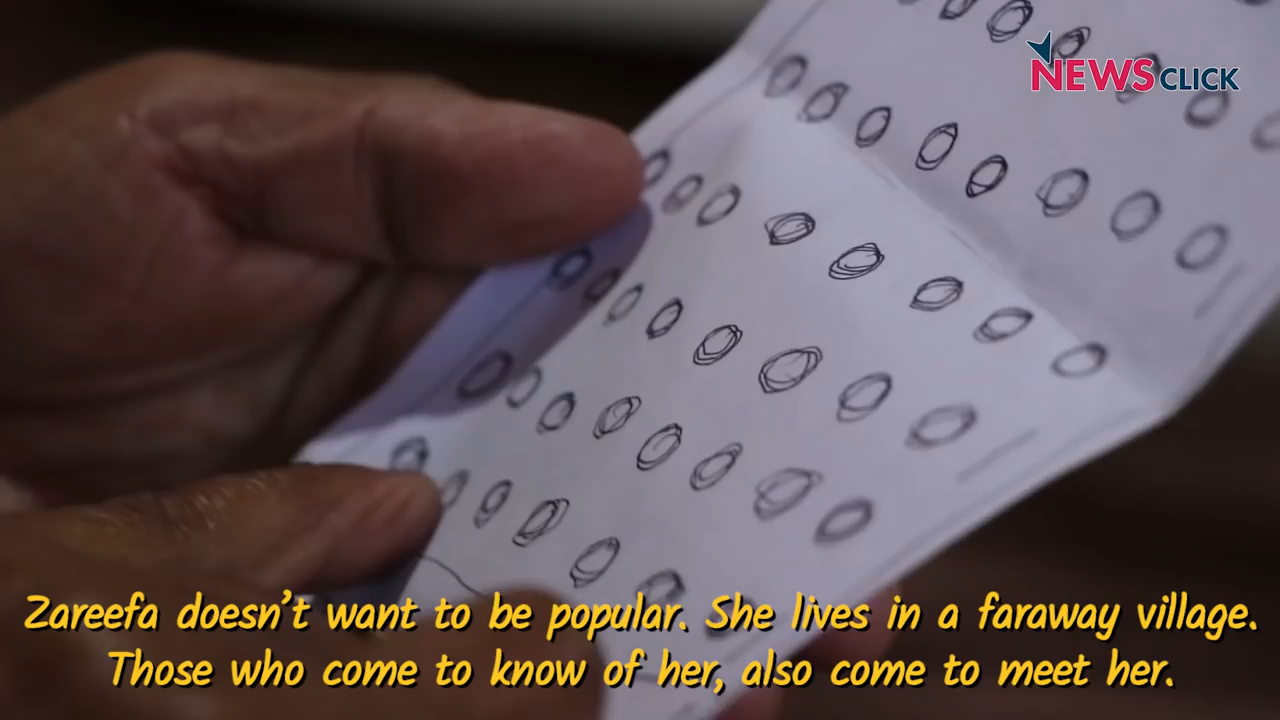 NEWSCLICK
Zareefa doesn't want to be popular. She lives in a faraway village.
Those who come to know of her, also come to meet her.